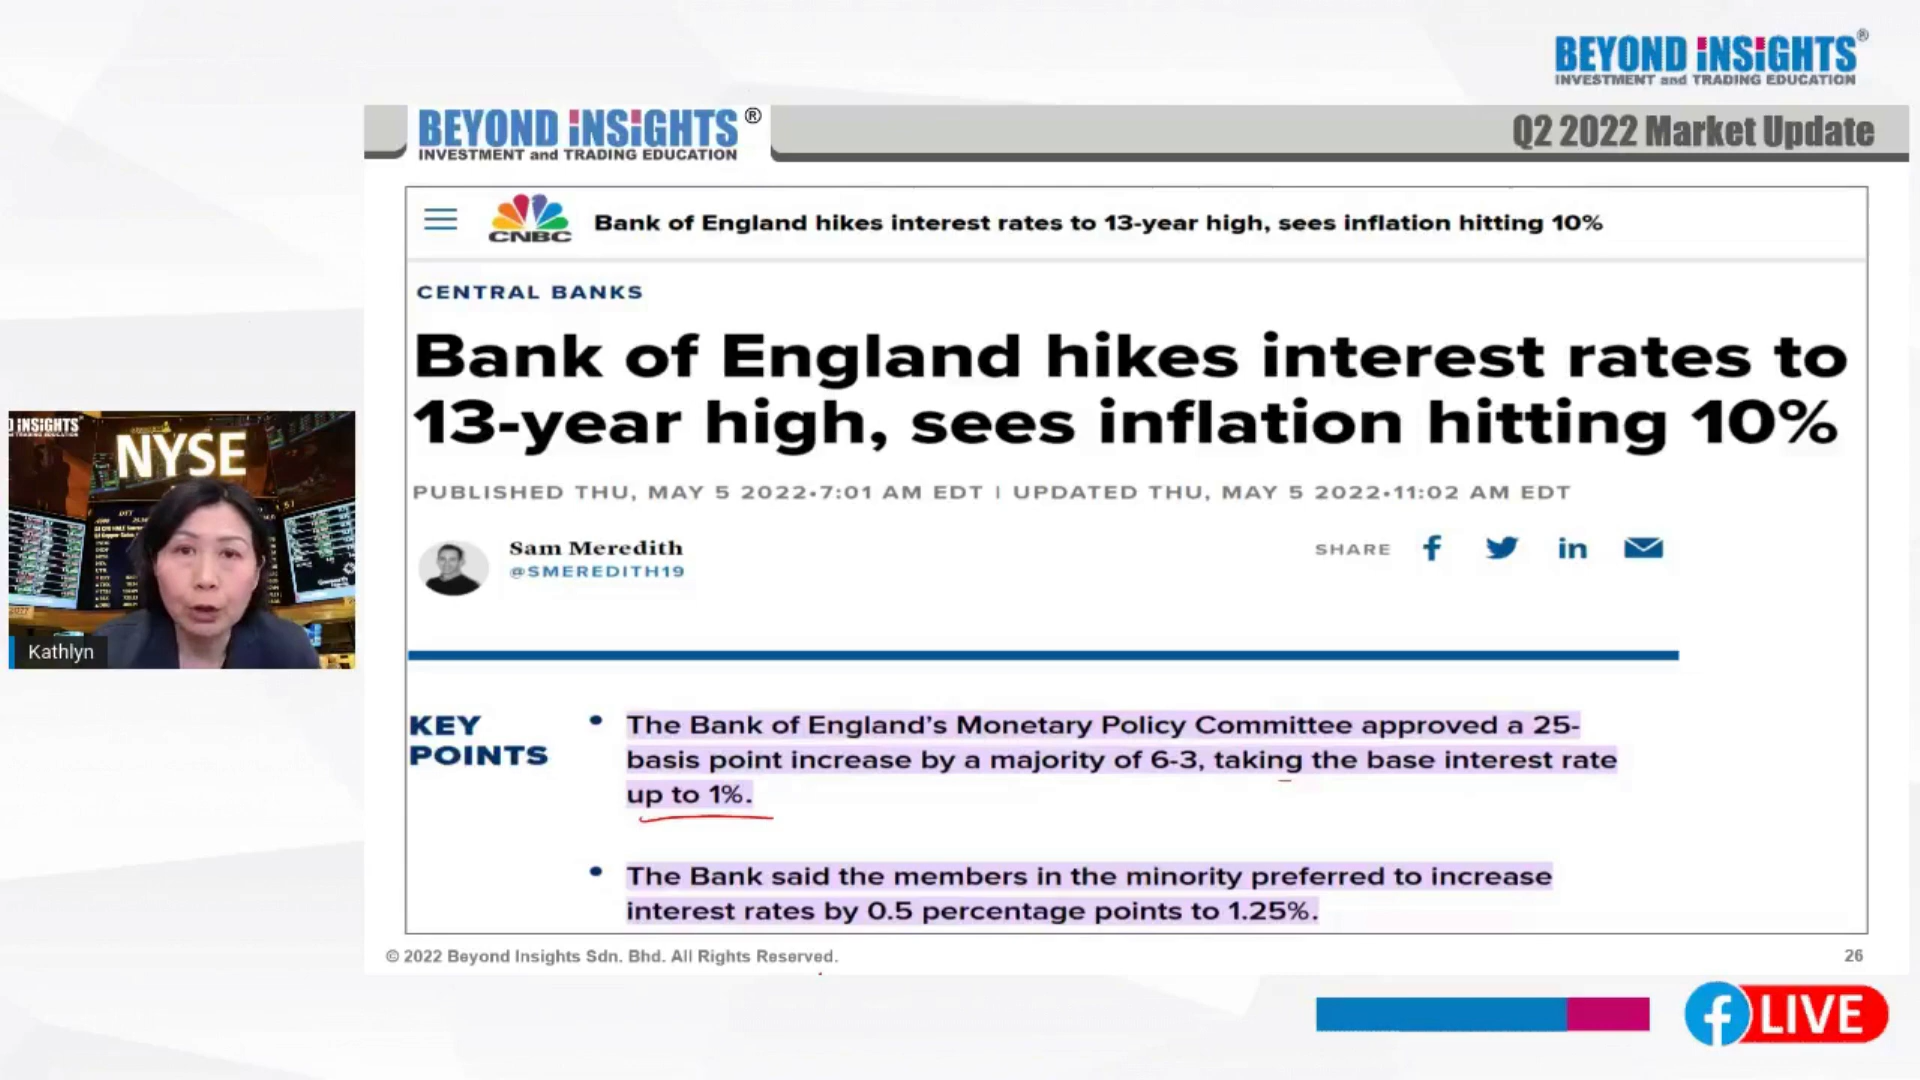 BEYOND INSIGHTS®
INVESTMENT and TRADING EDUCATION
BEYOND INSIGHTS®
INVESTMENT and TRADING EDUCATION
Q2 2022 Market Update
CNBC
Bank of England hikes interest rates to 13-year high, sees inflation hitting 10%
CENTRAL BANKS
Bank of England hikes interest rates to
13-year high, sees inflation hitting 10%
PUBLISHED THU, MAY 5 2022•7:01 AM EDT | UPDATED THU, MAY 5 2022•11:02 AM EDT
Sam Meredith
@SMEREDITH19
SHARE
INSIGHTS
NYSE
Kathlyn
KEY
POINTS
• The Bank of England's Monetary Policy Committee approved a 25-
basis point increase by a majority of 6-3, taking the base interest rate
up to 1%.
• The Bank said the members in the minority preferred to increase
interest rates by 0.5 percentage points to 1.25%.
© 2022 Beyond Insights Sdn. Bhd. All Rights Reserved.
26
LIVE